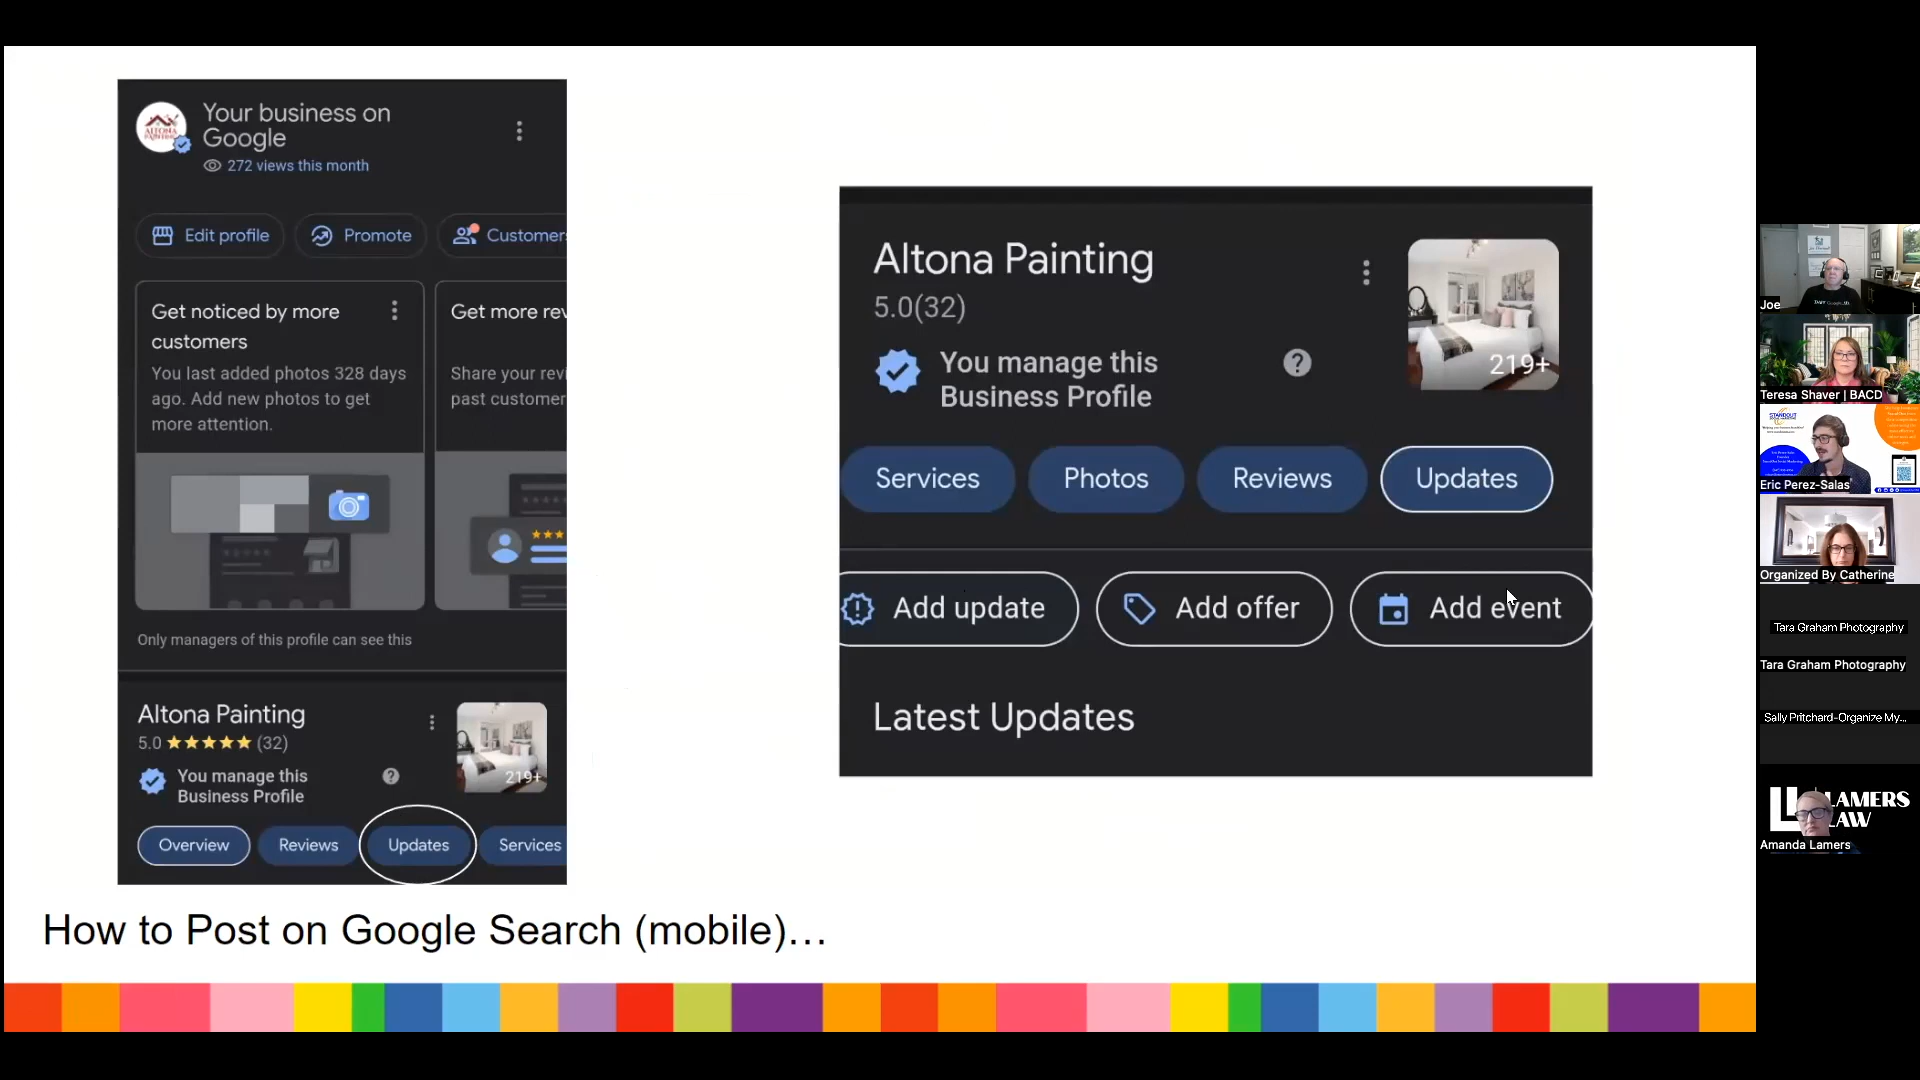 Your business on
Google
272 views this month
Edit profile
Promote
Customer
Get noticed by more
customers
You last added photos 328 days
ago. Add new photos to get
more attention.
Get more rev
Share your revi
past customer
Only managers of this profile can see this
Altona Painting
5.0 (32)
You manage this
Business Profile
219+
Overview
Reviews
Updates
Services
Altona Painting
5.0(32)
You manage this
Business Profile
219+
Services
Photos
Reviews
Updates
Add update
Add offer
Add event
Latest Updates
How to Post on Google Search (mobile)...
Joe
Teresa Shaver | BACD
STANDOUT
Eric Perez-Salas
Organized By Catherine
Tara Graham Photography
Tara Graham Photography
Sally Pritchard-Organize My...
LAMERS
LAW
Amanda Lamers